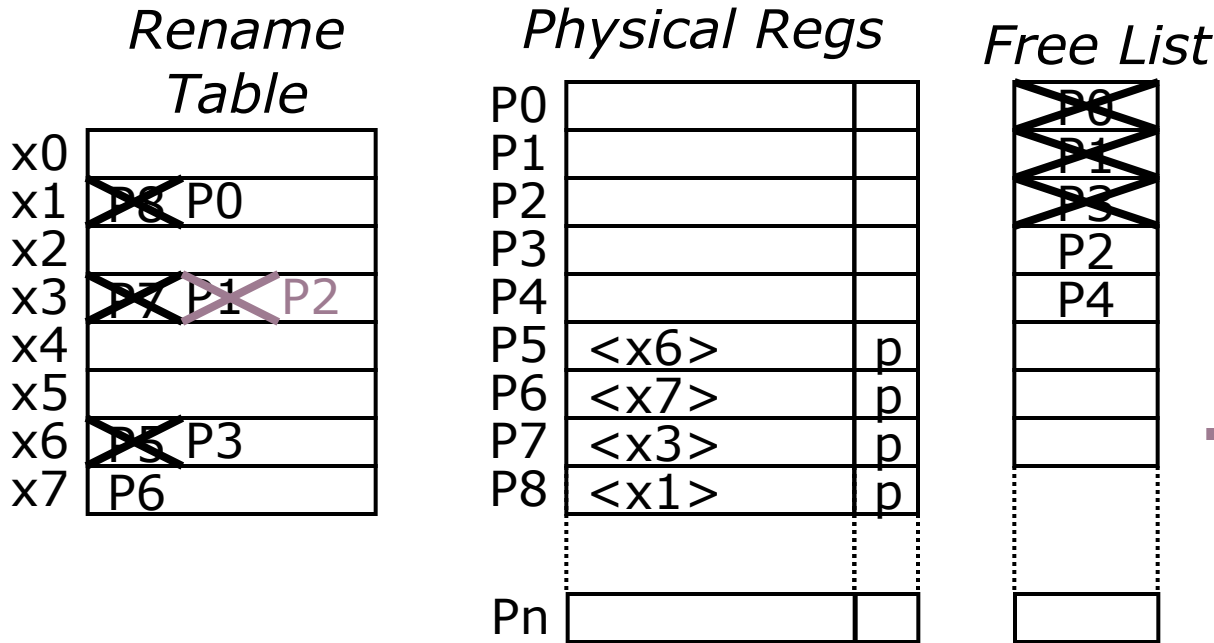 Rename Table
x0
x1 P8 P0
x2
x3 P7 P1 P2
x4
x5
x6 P5 P3
x7 P6
Physical Regs
P0
P1
P2
P3
P4
P5 <x6> p
P6 <x7> p
P7 <x3> p
P8 <x1> p
Pn
Free List
P0
P1
P3
P2
P4